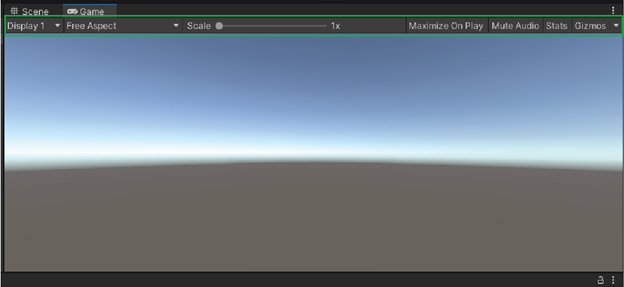 Scene Game
Display 1 Free Aspect Scale 1x Maximize On Play Mute Audio Stats Gizmos